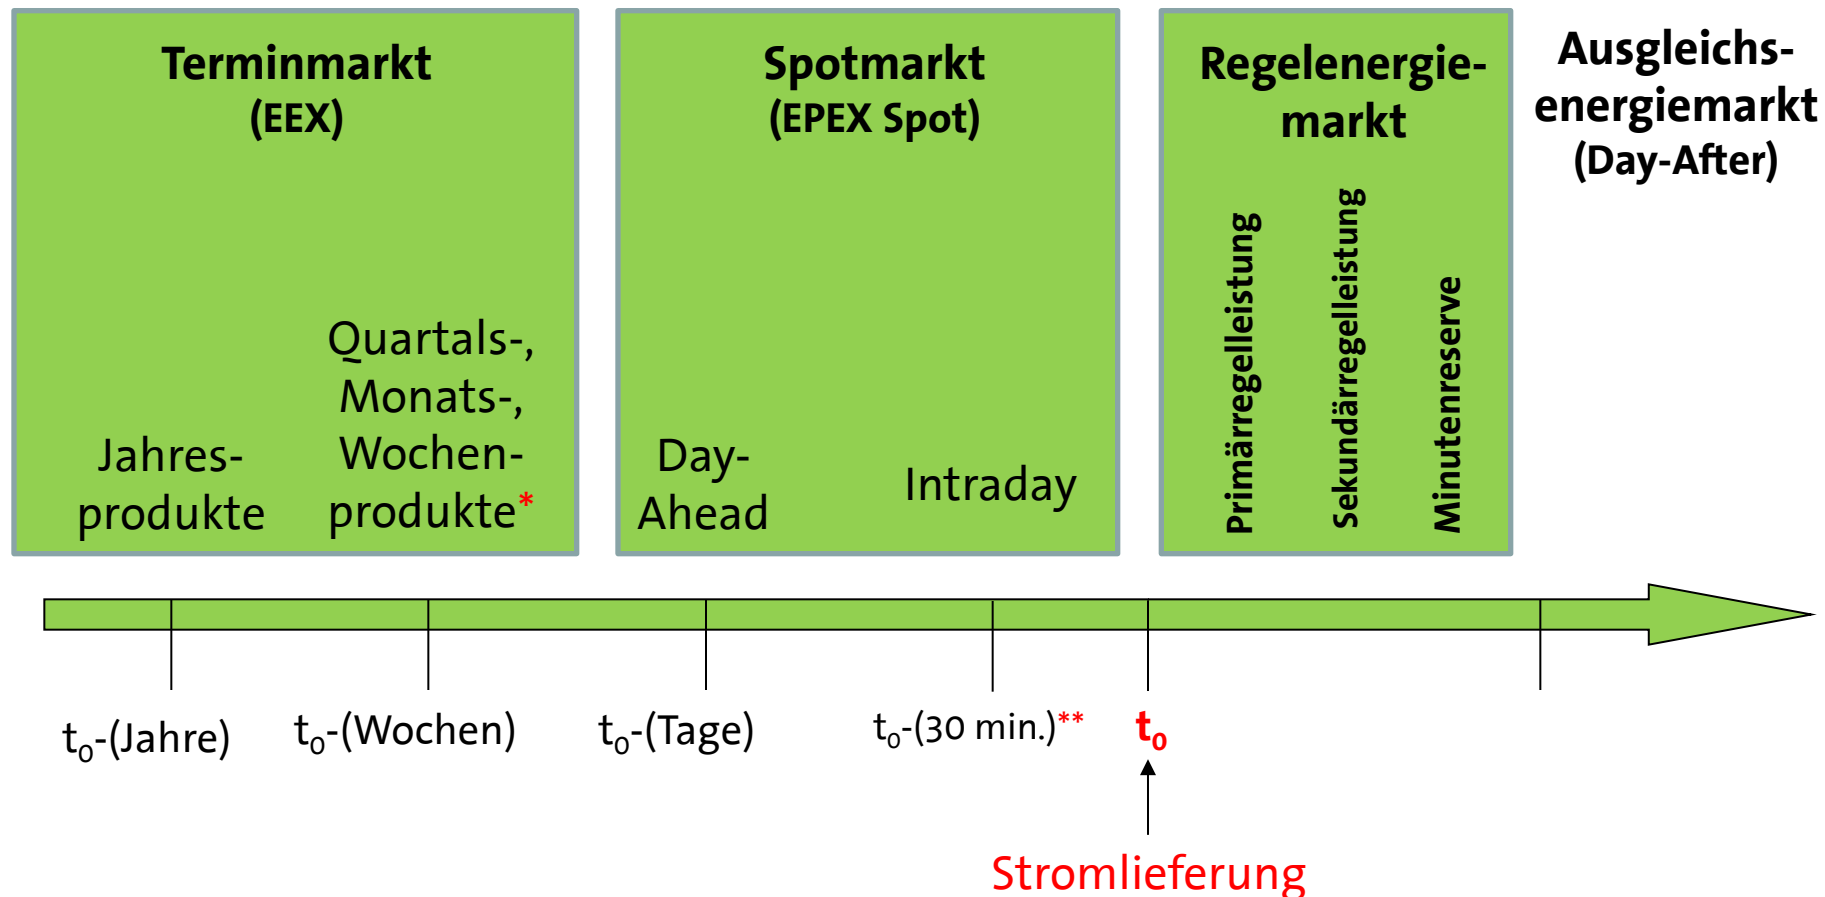 Terminmarkt
(EEX)
Jahres-
produkte
Quartals-,
Monats-,
Wochen-
produkte*
Spotmarkt
(EPEX Spot)
Day-
Ahead
Intraday
Regelenergie-
markt
Primärregelleistung
Sekundärregelleistung
Minutenreserve
Ausgleichs-
energiemarkt
(Day-After)
t₀-(Jahre)
t₀-(Wochen)
t₀-(Tage)
t₀-(30 min.)**
t₀
Stromlieferung